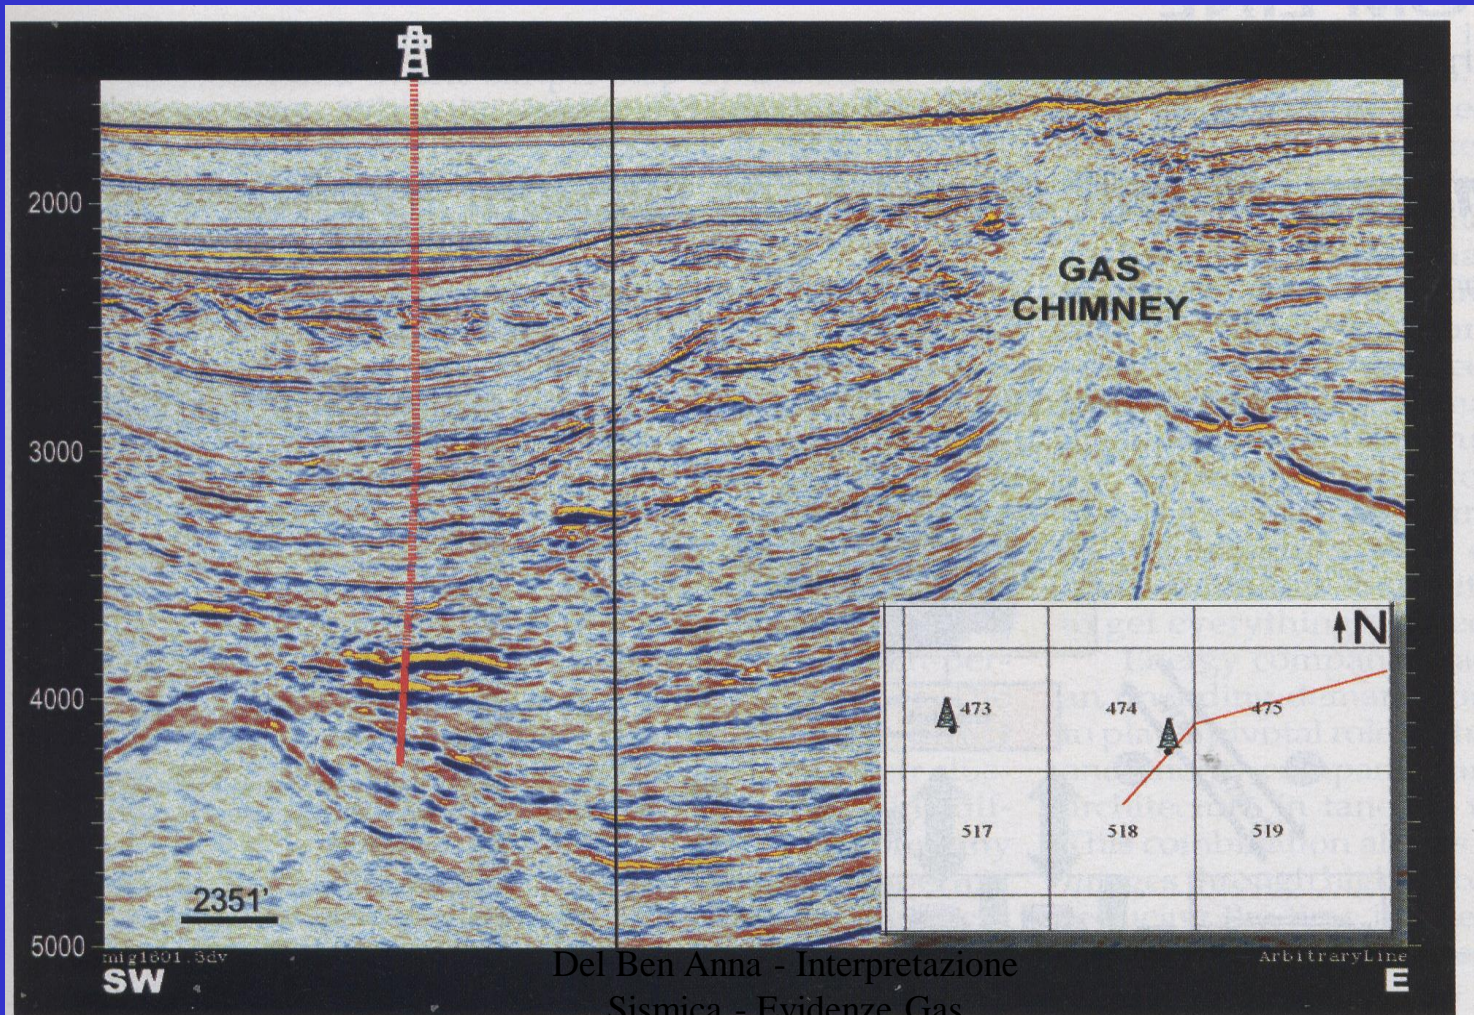 2000
3000
4000
5000
GAS
CHIMNEY
N
473
474
475
517
518
519
2351'
mig1601.3dv
ArbitraryLine
SW
E
Del Ben Anna - Interpretazione
Sismica - Evidenze Gas